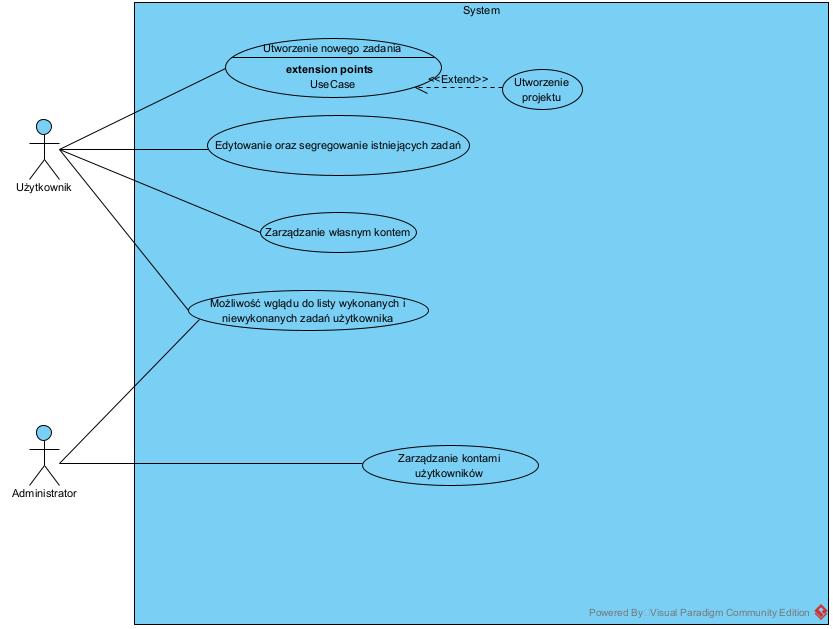 System
Utworzenie nowego zadania
extension points
UseCase
<<Extend>>
Utworzenie
projektu
Edytowanie oraz segregowanie istniejących zadań
Użytkownik
Zarządzanie własnym kontem
Możliwość wglądu do listy wykonanych i
niewykonanych zadań użytkownika
Zarządzanie kontami
użytkowników
Administrator
Powered By Visual Paradigm Community Edition